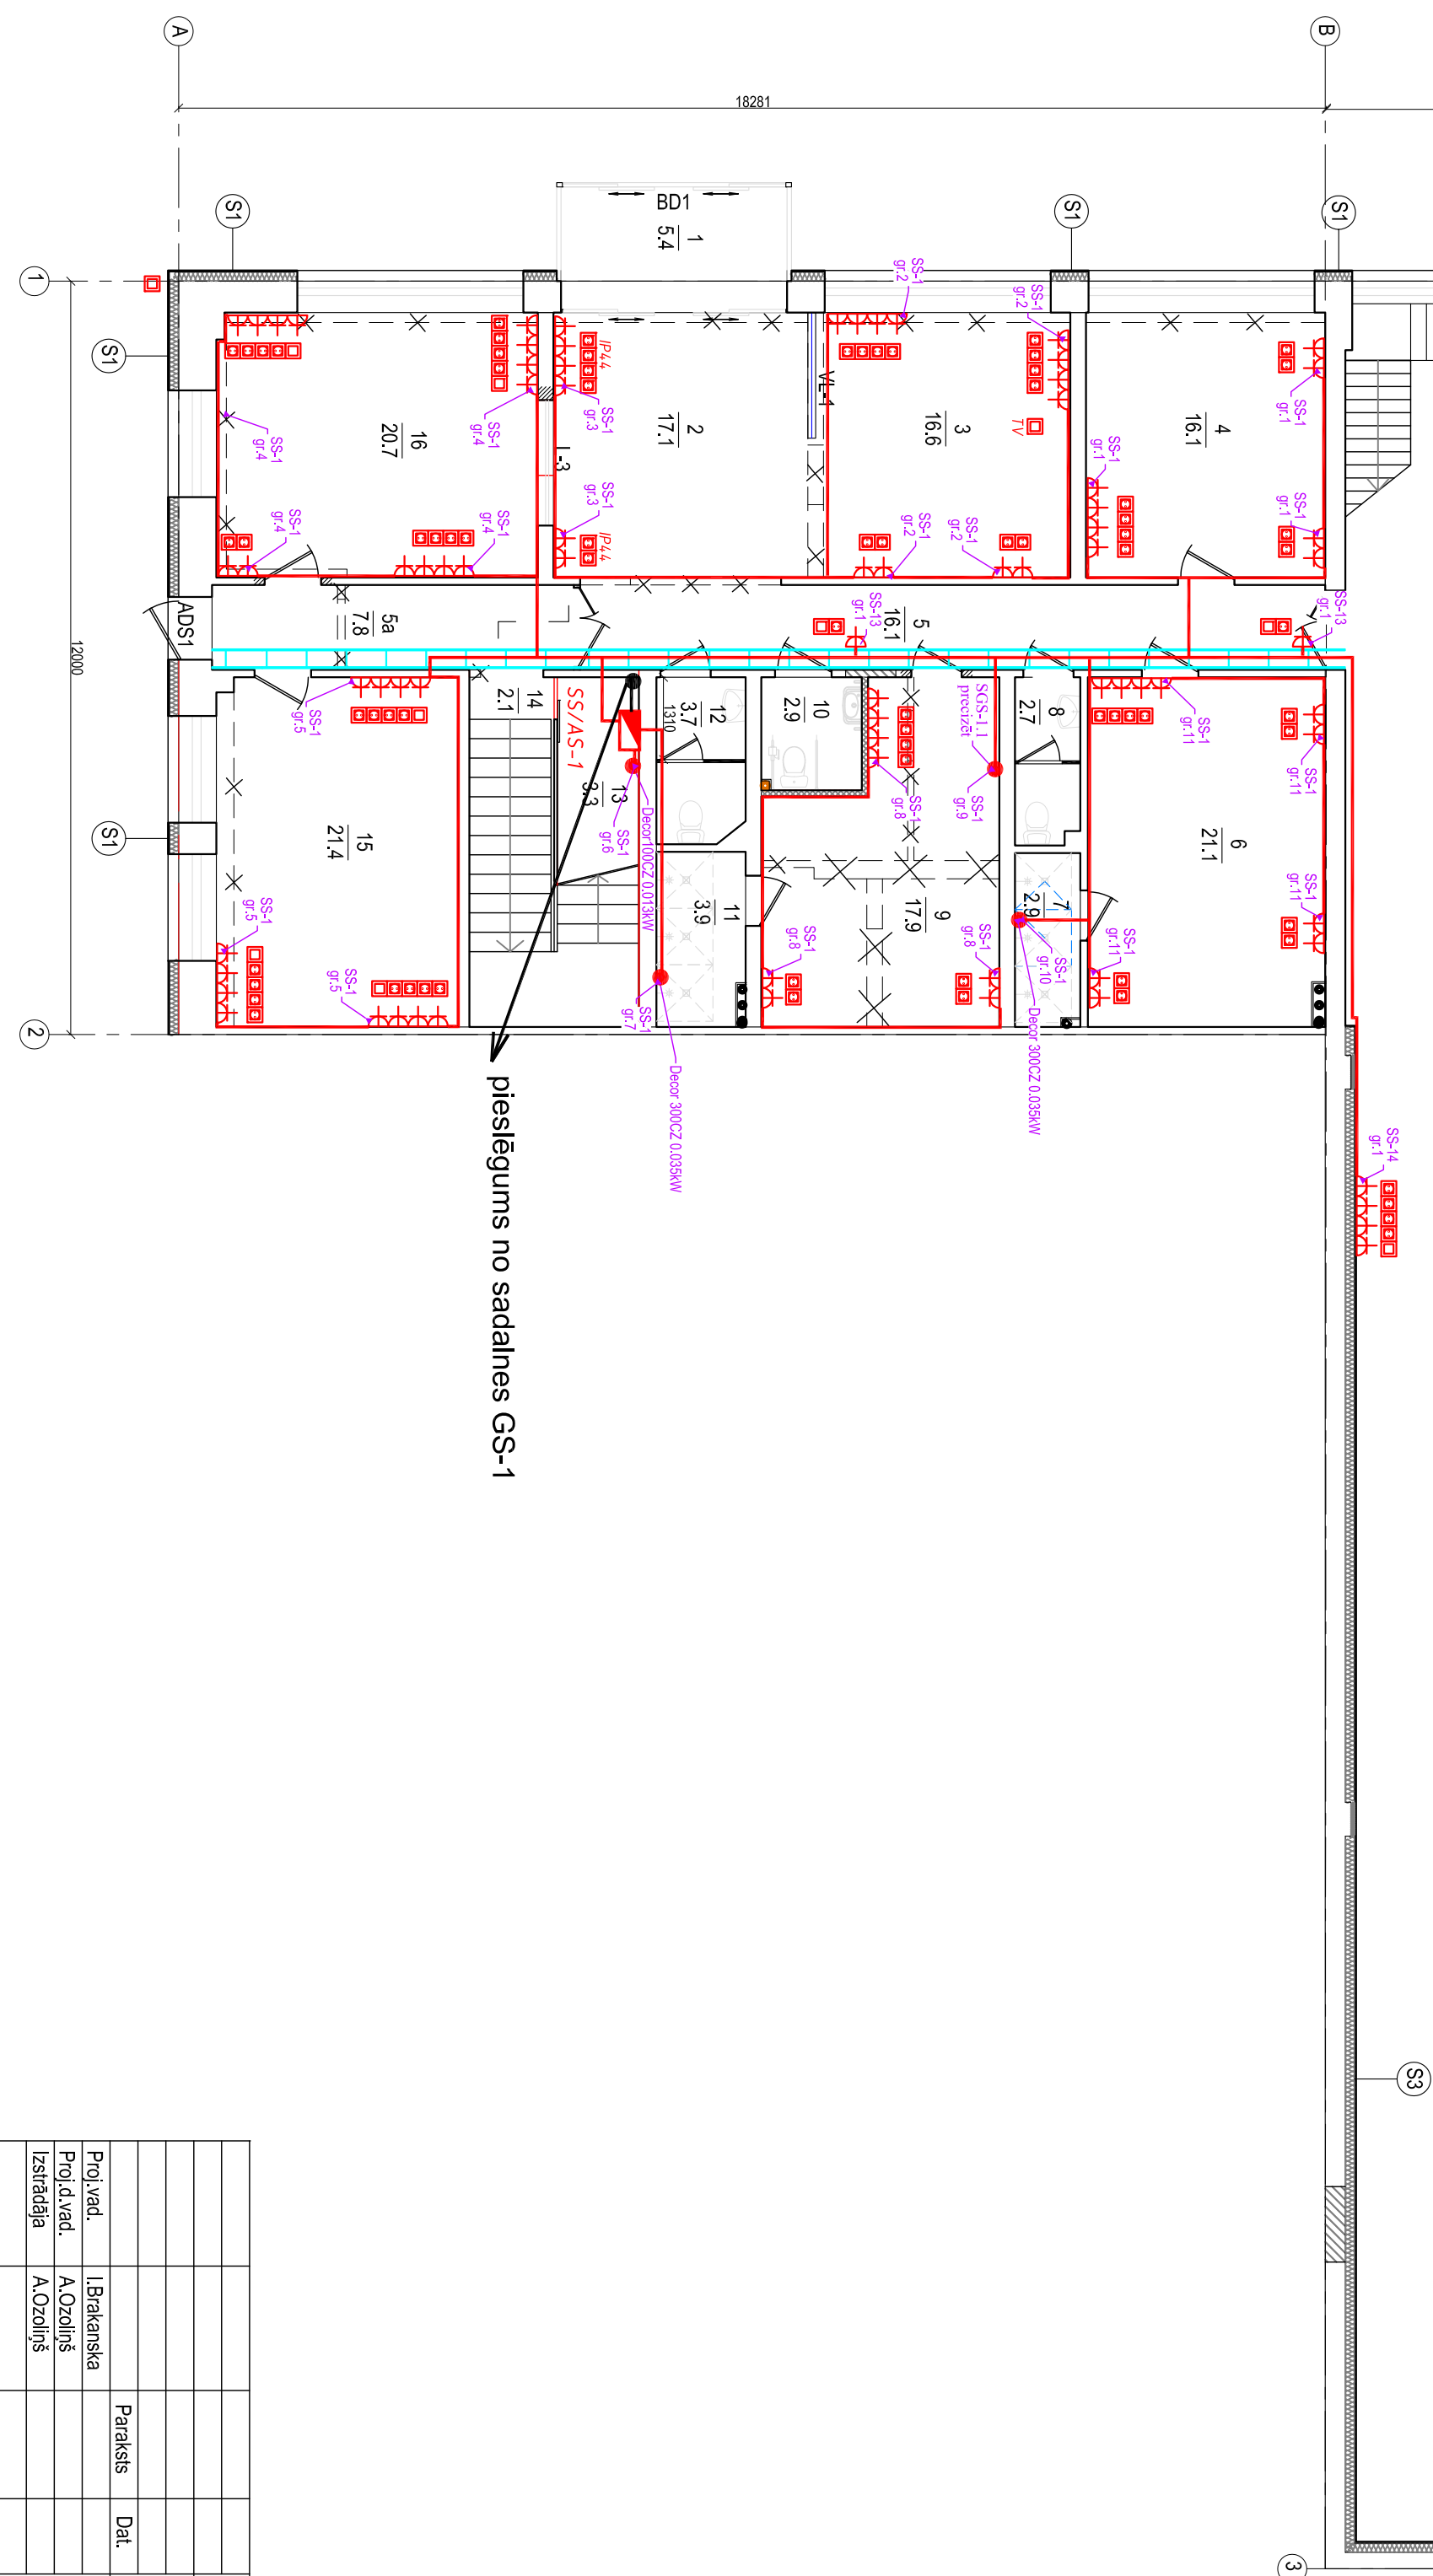 A
B
18281
S1
S1
S1
BD1
1
5.4
1
SS-1
gr.2
SS-1
gr.2
S1
IP44
SS-1
gr.3
VL-1
SS-1
gr.1
TV
16
20.7
SS-1
gr.4
SS-1
gr.4
2
17.1
3
16.6
4
16.1
SS-1
gr.1
L-3
SS-1
gr.4
SS-1
gr.4
SS-1
gr.3
IP44
SS-1
gr.2
SS-1
gr.2
SS-1
gr.1
ADS1
5a
7.8
5
16.1
SS-13
gr.1
SS-13
gr.1
12000
SS-1
gr.5
14
2.1
SS/AS-1
1310
12
3.7
10
2.9
SGS-1.1
precizēt
8
2.7
SS-1
gr.11
SS-1
gr.11
13
3.3
SS-1
gr.6
Decor100CZ 0.013kW
SS-1
gr.8
SS-1
gr.9
S1
15
21.4
6
21.1
11
3.9
9
17.9
7
2.9
SS-1
gr.11
SS-1
gr.5
SS-1
gr.5
SS-1
gr.7
SS-1
gr.8
SS-1
gr.8
SS-1
gr.10
SS-1
gr.11
2
Decor 300CZ 0.035kW
Decor 300CZ 0.035kW
pieslēgums no sadalnes GS-1
SS-14
gr.1
S3
3
Paraksts
Dat.
Proj.vad.
I.Brakanska
Proj.d.vad.
A.Ozoliņš
Izstrādāja
A.Ozoliņš